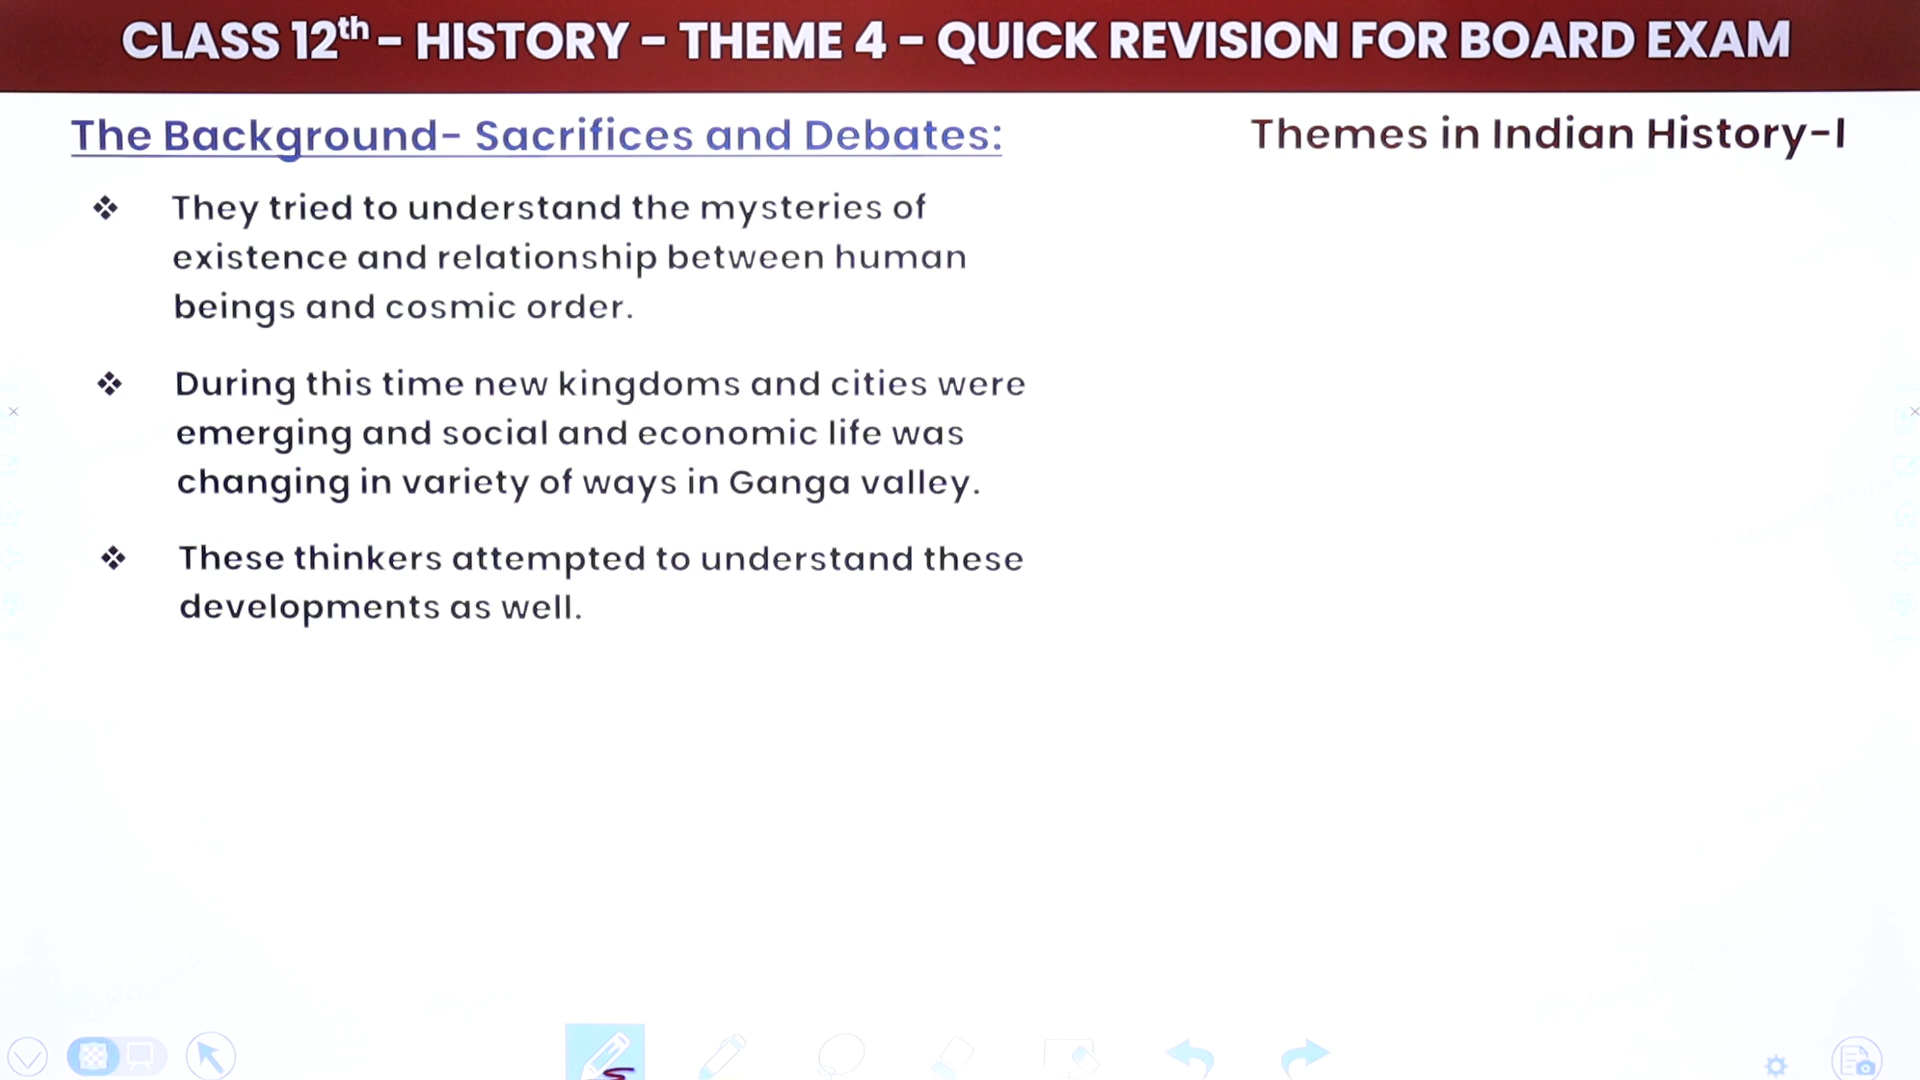 CLASS 12th - HISTORY - THEME 4 - QUICK REVISION FOR BOARD EXAM
The Background- Sacrifices and Debates:
Themes in Indian History-I
❖ They tried to understand the mysteries of
existence and relationship between human
beings and cosmic order.
❖ During this time new kingdoms and cities were
emerging and social and economic life was
changing in variety of ways in Ganga valley.
❖ These thinkers attempted to understand these
developments as well.